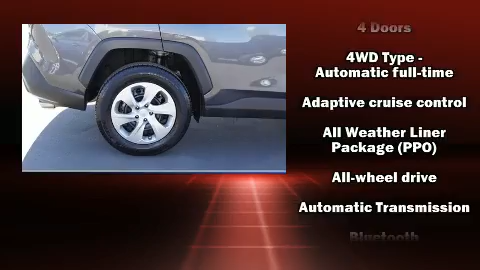 4 Doors
4WD Type -
Automatic full-time
Adaptive cruise control
All Weather Liner
Package (PPO)
All-wheel drive
Automatic Transmission
Bluetooth